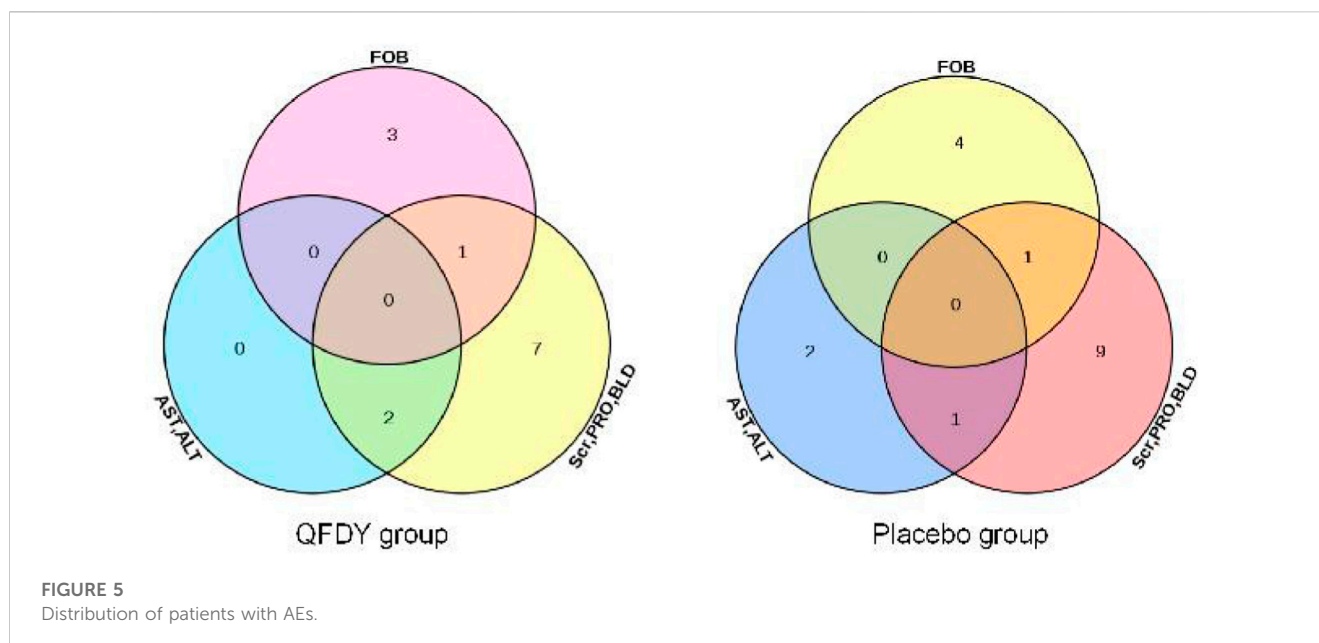 FOB
3
0
1
0
0
7
2
AST,ALT
Scr,PRO,BLD
QFDY group
FOB
4
0
1
0
2
9
1
AST,ALT
Scr,PRO,BLD
Placebo group
FIGURE 5
Distribution of patients with AEs.